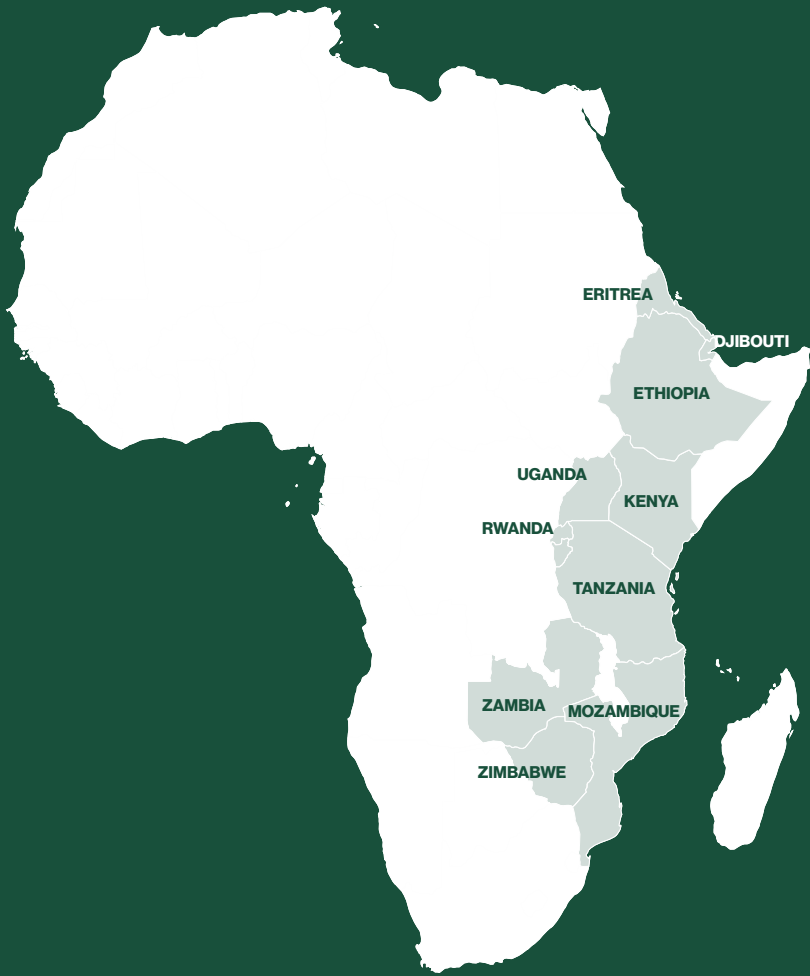 ERITREA
DJIBOUTI
ETHIOPIA
UGANDA
KENYA
RWANDA
TANZANIA
ZAMBIA
MOZAMBIQUE
ZIMBABWE